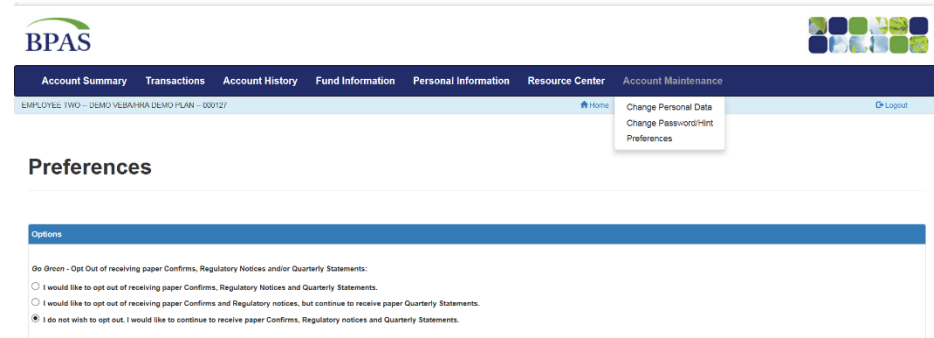 BPAS
Account Summary Transactions Account History Fund Information Personal Information Resource Center Account Maintenance
EMPLOYEE TWO -- DEMO VEBA/HRA DEMO PLAN -- 000127 Home Logout
Change Personal Data
Change Password/Hint
Preferences
Preferences
Options
Go Green - Opt Out of receiving paper Confirms, Regulatory Notices and/or Quarterly Statements:
I would like to opt out of receiving paper Confirms, Regulatory Notices and Quarterly Statements.
I would like to opt out of receiving paper Confirms and Regulatory notices, but continue to receive paper Quarterly Statements.
I do not wish to opt out. I would like to continue to receive paper Confirms, Regulatory notices and Quarterly Statements.